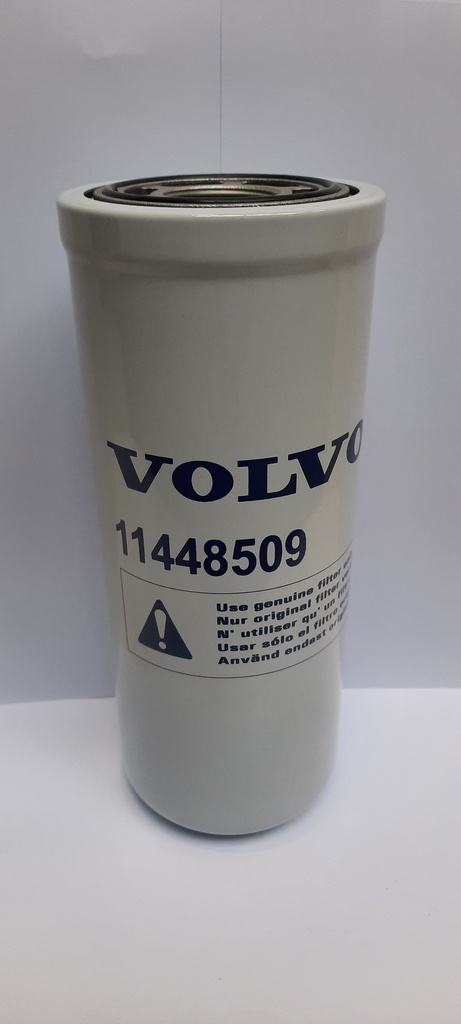 VOLVO
11448509
Use genuine filter
Nur original filter
N' utiliser qu' un
Usar sólo el filtro
Använd endast